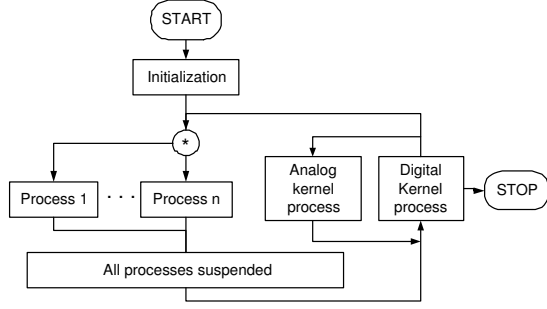 START
Initialization
*
Process 1
. . .
Process n
Analog
kernel
process
Digital
Kernel
process
STOP
All processes suspended